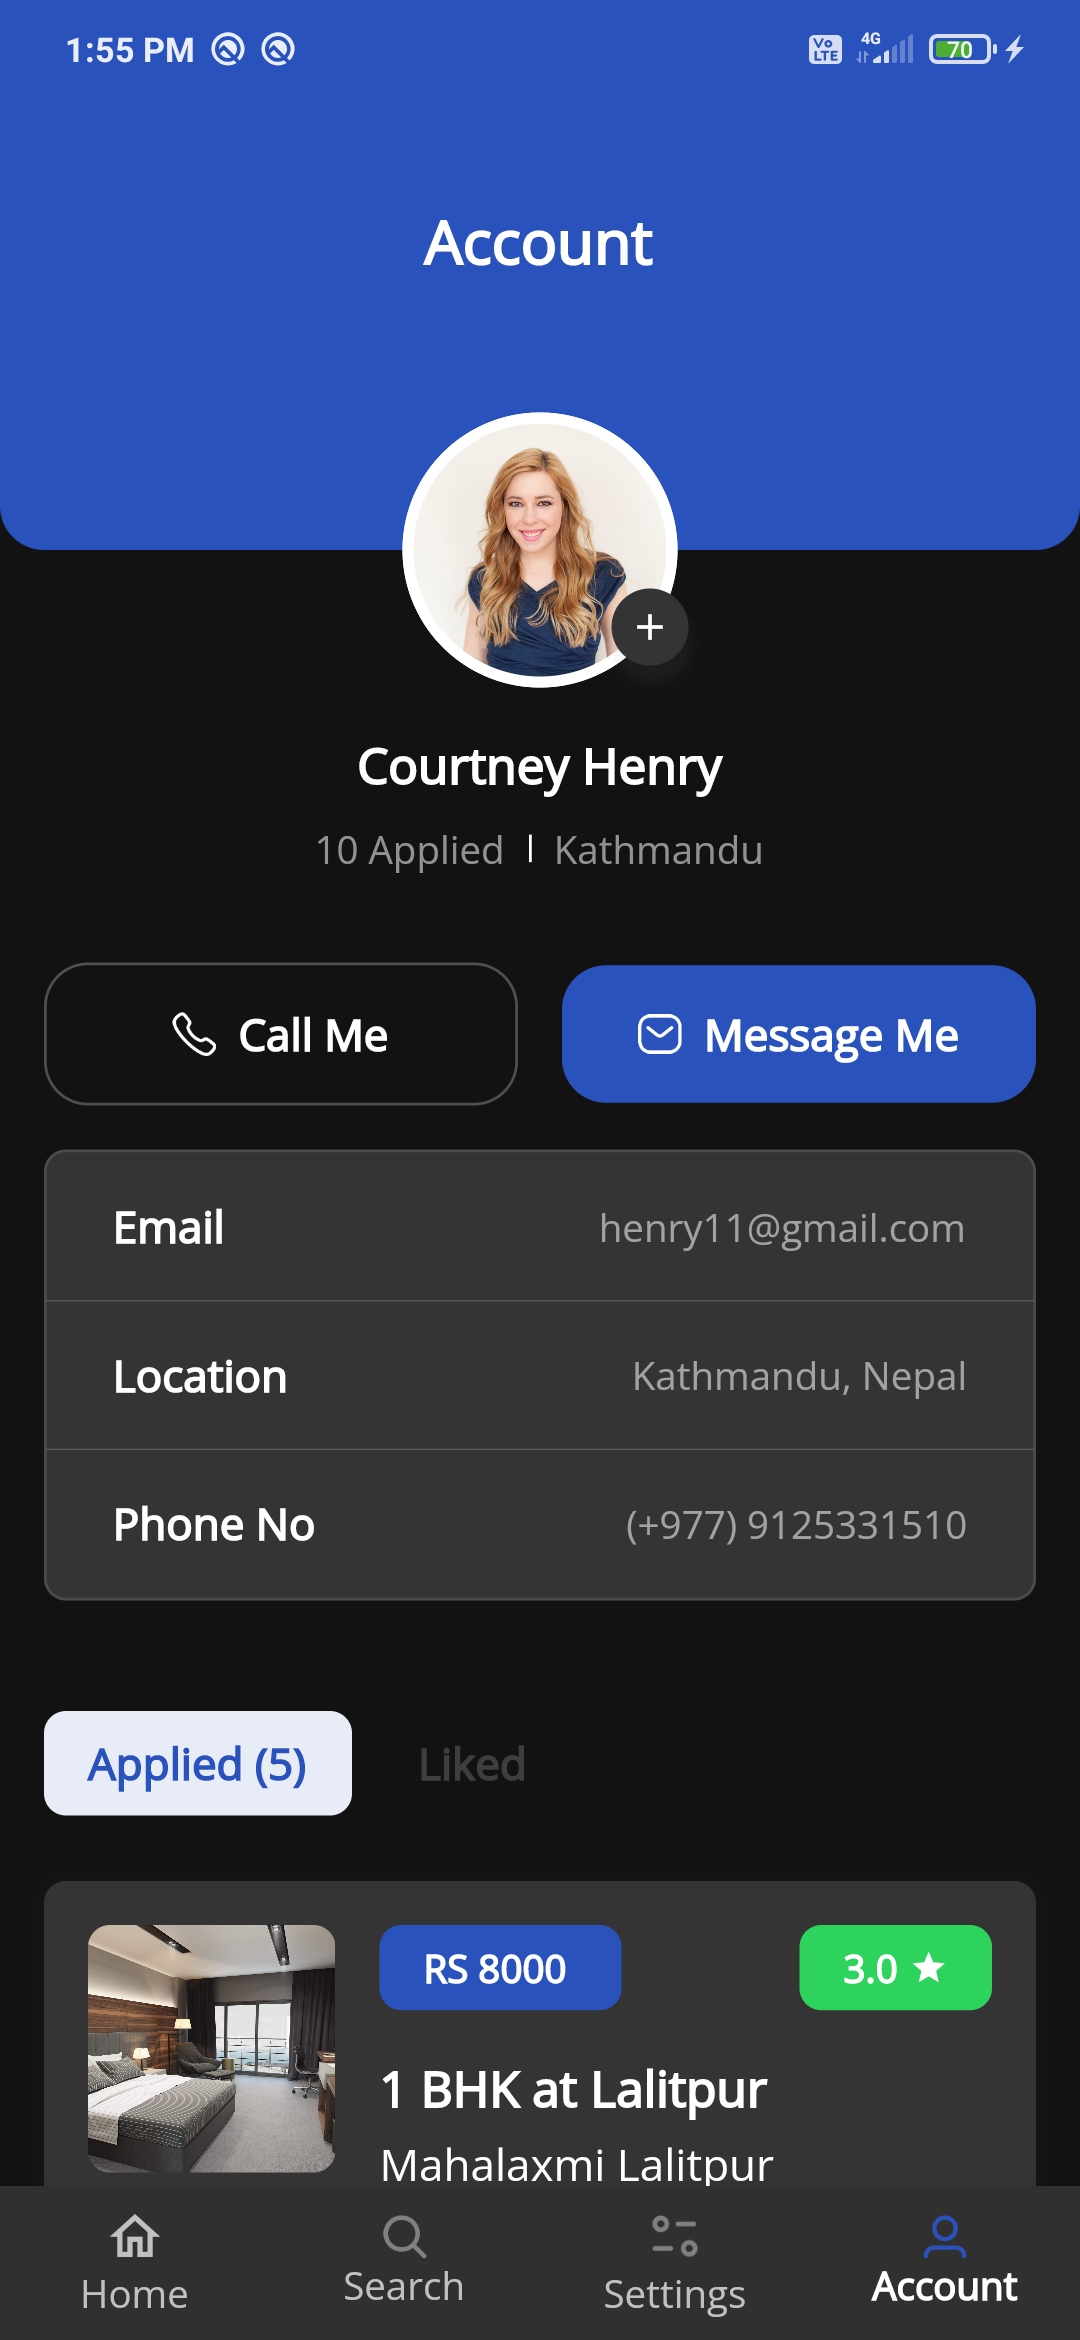 1:55 PM
Vo LTE 4G 70
Account
Courtney Henry
10 Applied | Kathmandu
Call Me
Message Me
Email henry11@gmail.com
Location Kathmandu, Nepal
Phone No (+977) 9125331510
Applied (5) Liked
RS 8000 3.0 ★
1 BHK at Lalitpur
Mahalaxmi Lalitpur
Home Search Settings Account